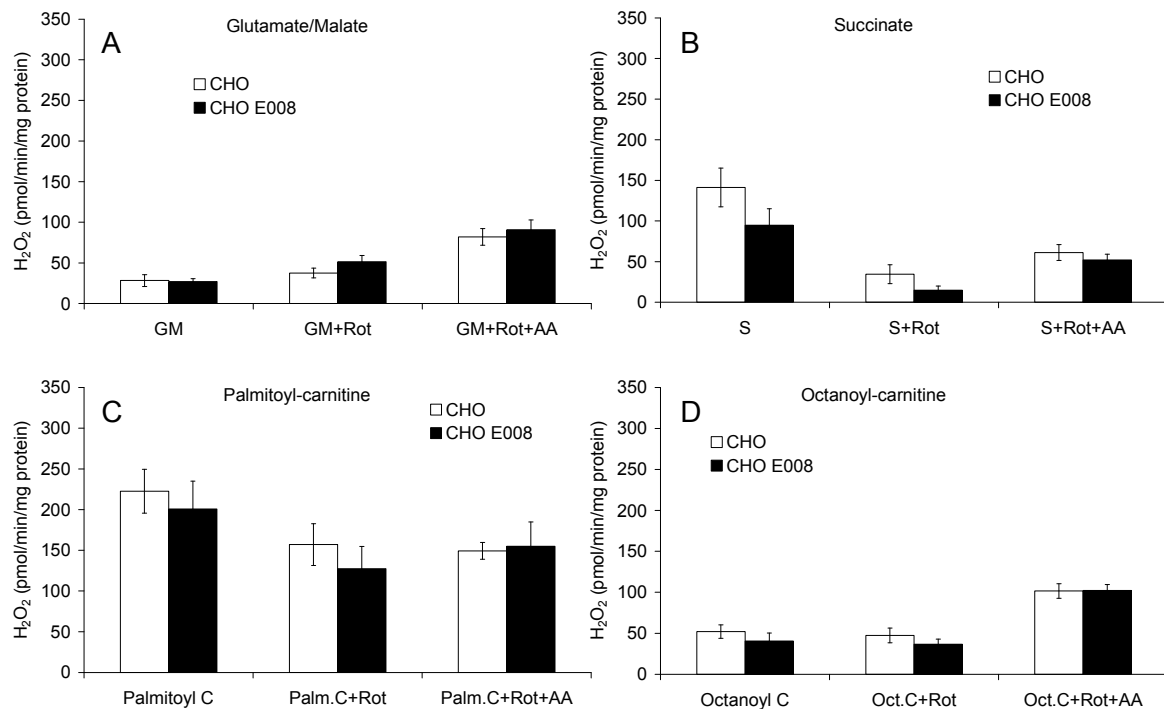 A
Glutamate/Malate
CHO
CHO E008
H₂O₂ (pmol/min/mg protein)
350
300
250
200
150
100
50
0
GM
GM+Rot
GM+Rot+AA
B
Succinate
CHO
CHO E008
H₂O₂ (pmol/min/mg protein)
350
300
250
200
150
100
50
0
S
S+Rot
S+Rot+AA
C
Palmitoyl-carnitine
CHO
CHO E008
H₂O₂ (pmol/min/mg protein)
350
300
250
200
150
100
50
0
Palmitoyl C
Palm.C+Rot
Palm.C+Rot+AA
D
Octanoyl-carnitine
CHO
CHO E008
H₂O₂ (pmol/min/mg protein)
350
300
250
200
150
100
50
0
Octanoyl C
Oct.C+Rot
Oct.C+Rot+AA